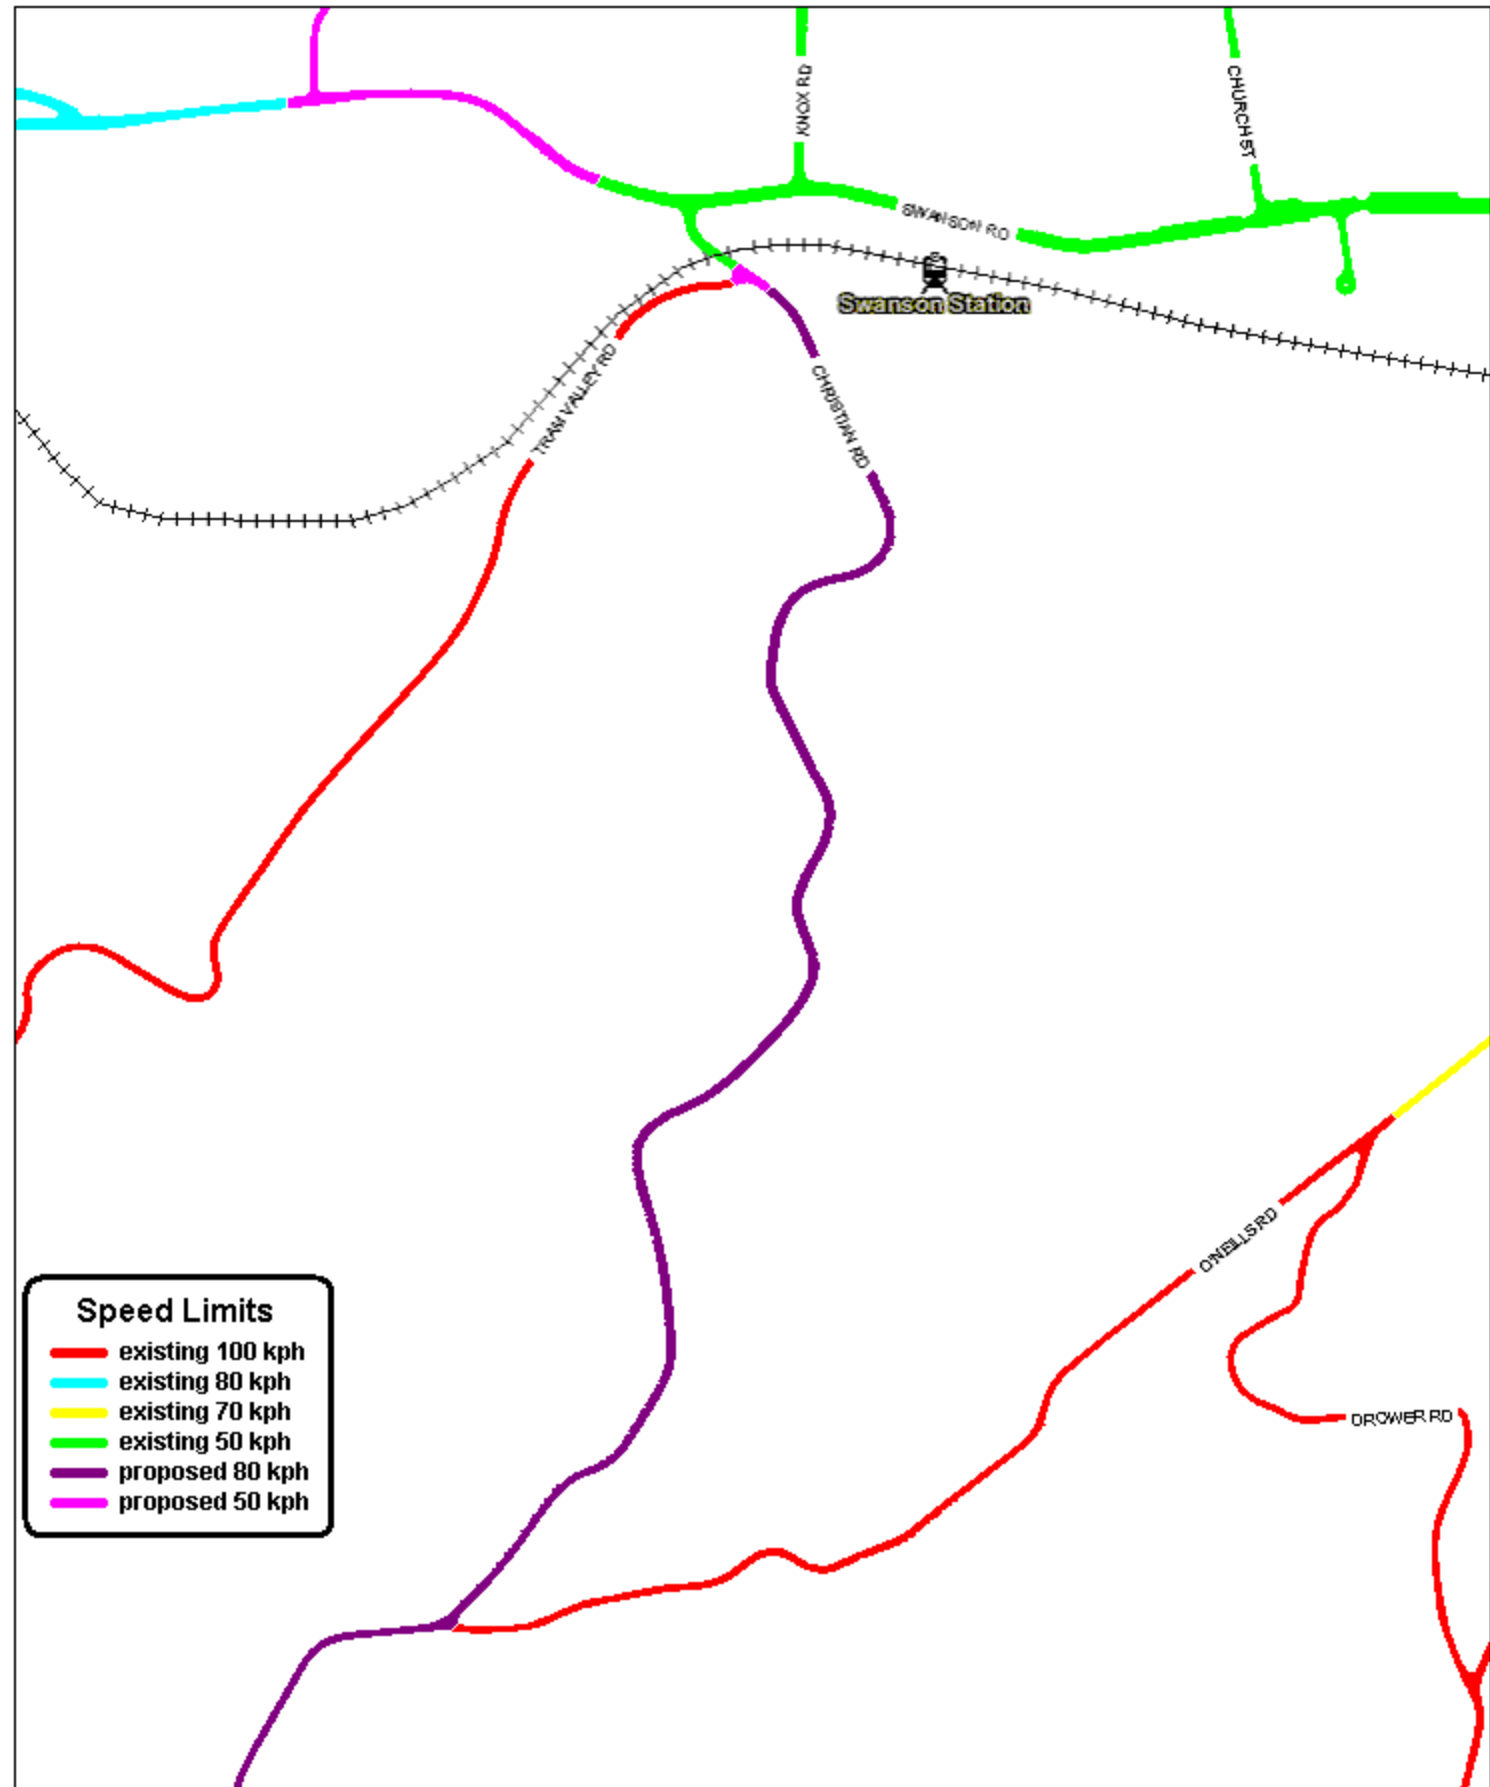 KNOX RD
CHURCH ST
SWANSON RD
Swanson Station
TRAM VALLEY RD
CHRISTIAN RD
O'NEILLS RD
DROWER RD
Speed Limits
existing 100 kph
existing 80 kph
existing 70 kph
existing 50 kph
proposed 80 kph
proposed 50 kph